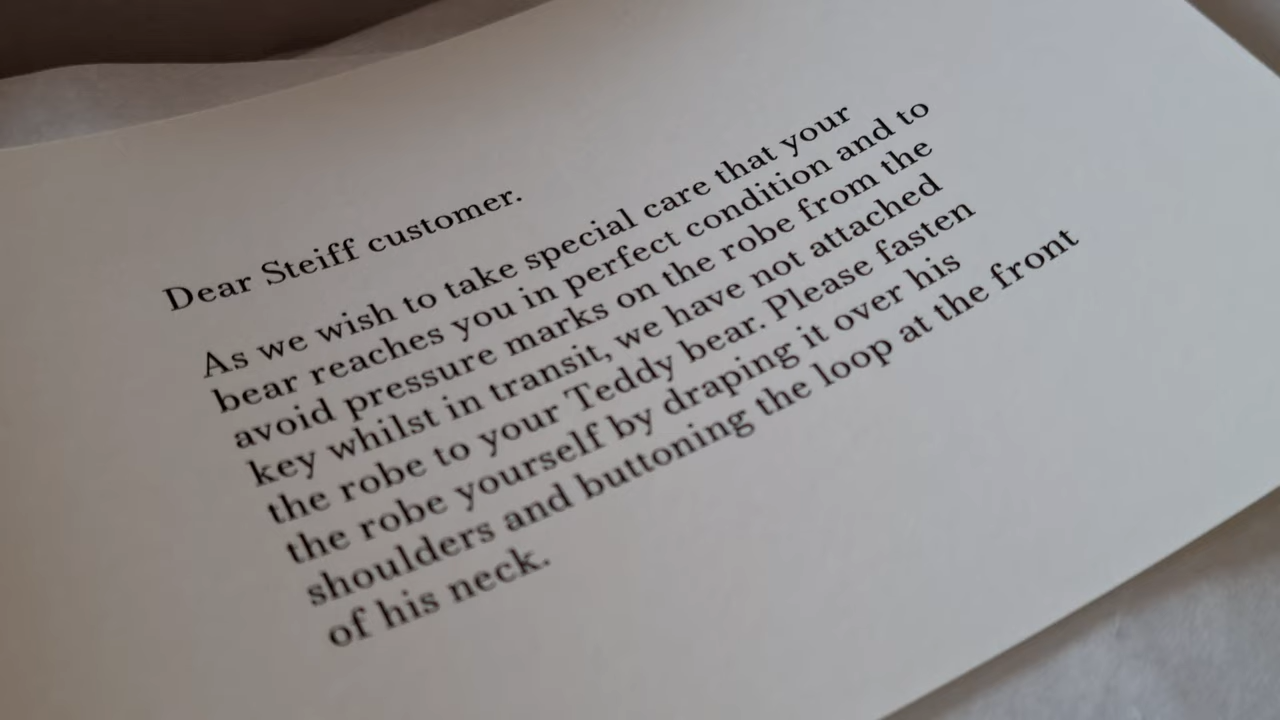 Dear Steiff customer.
As we wish to take special care that your
bear reaches you in perfect condition and to
avoid pressure marks on the robe from the
key whilst in transit, we have not attached
the robe to your Teddy bear. Please fasten
the robe yourself by draping it over his
shoulders and buttoning the loop at the front
of his neck.